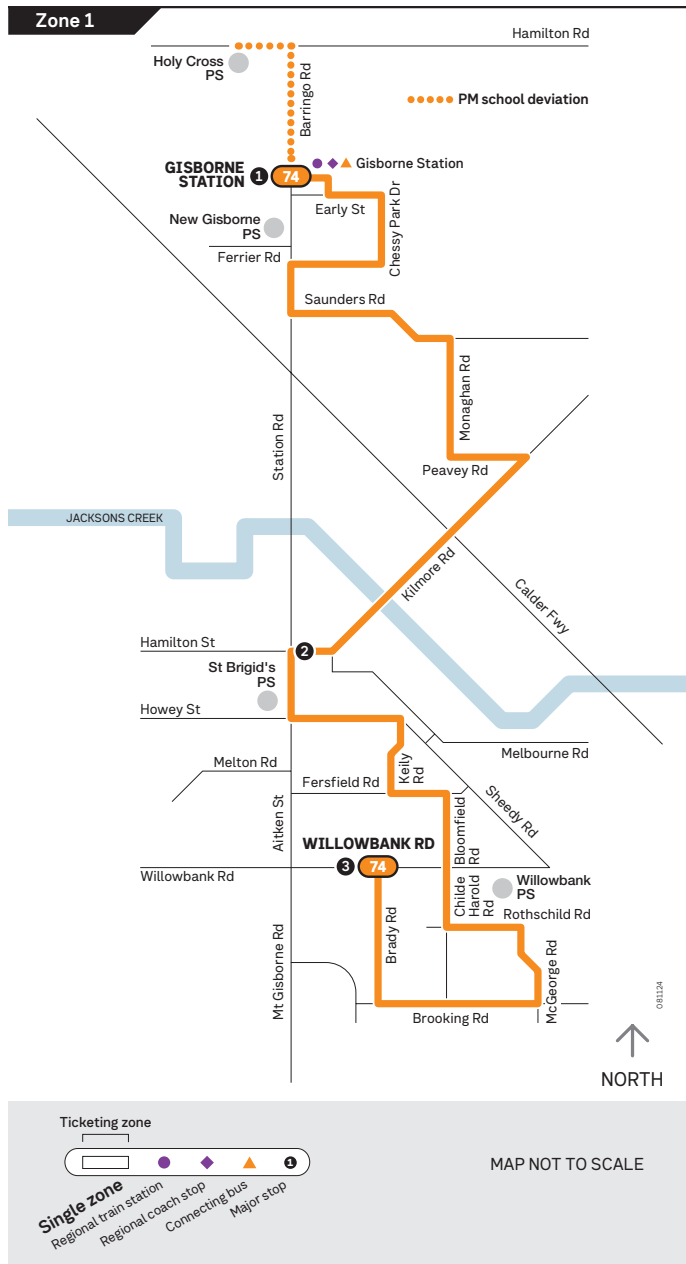 Zone 1
Hamilton Rd
Holy Cross
PS
Barringo Rd
PM school deviation
GISBORNE
STATION
1
74
Gisborne Station
Early St
Chessy Park Dr
New Gisborne
PS
Ferrier Rd
Saunders Rd
Monaghan Rd
Station Rd
Peavey Rd
JACKSONS CREEK
Kilmore Rd
Calder Fwy
Hamilton St
2
St Brigid's
PS
Howey St
Melbourne Rd
Melton Rd
Keily
Rd
Fersfield Rd
Sheedy Rd
Aitken St
Bloomfield
Rd
WILLOWBANK RD
3
74
Willowbank Rd
Childe
Harold
Rd
Willowbank
PS
Rothschild Rd
Brady Rd
Mt Gisborne Rd
McGeorge Rd
Brooking Rd
081124
NORTH
Ticketing zone
1
Single zone
Regional train station
Regional coach stop
Connecting bus
Major stop
MAP NOT TO SCALE